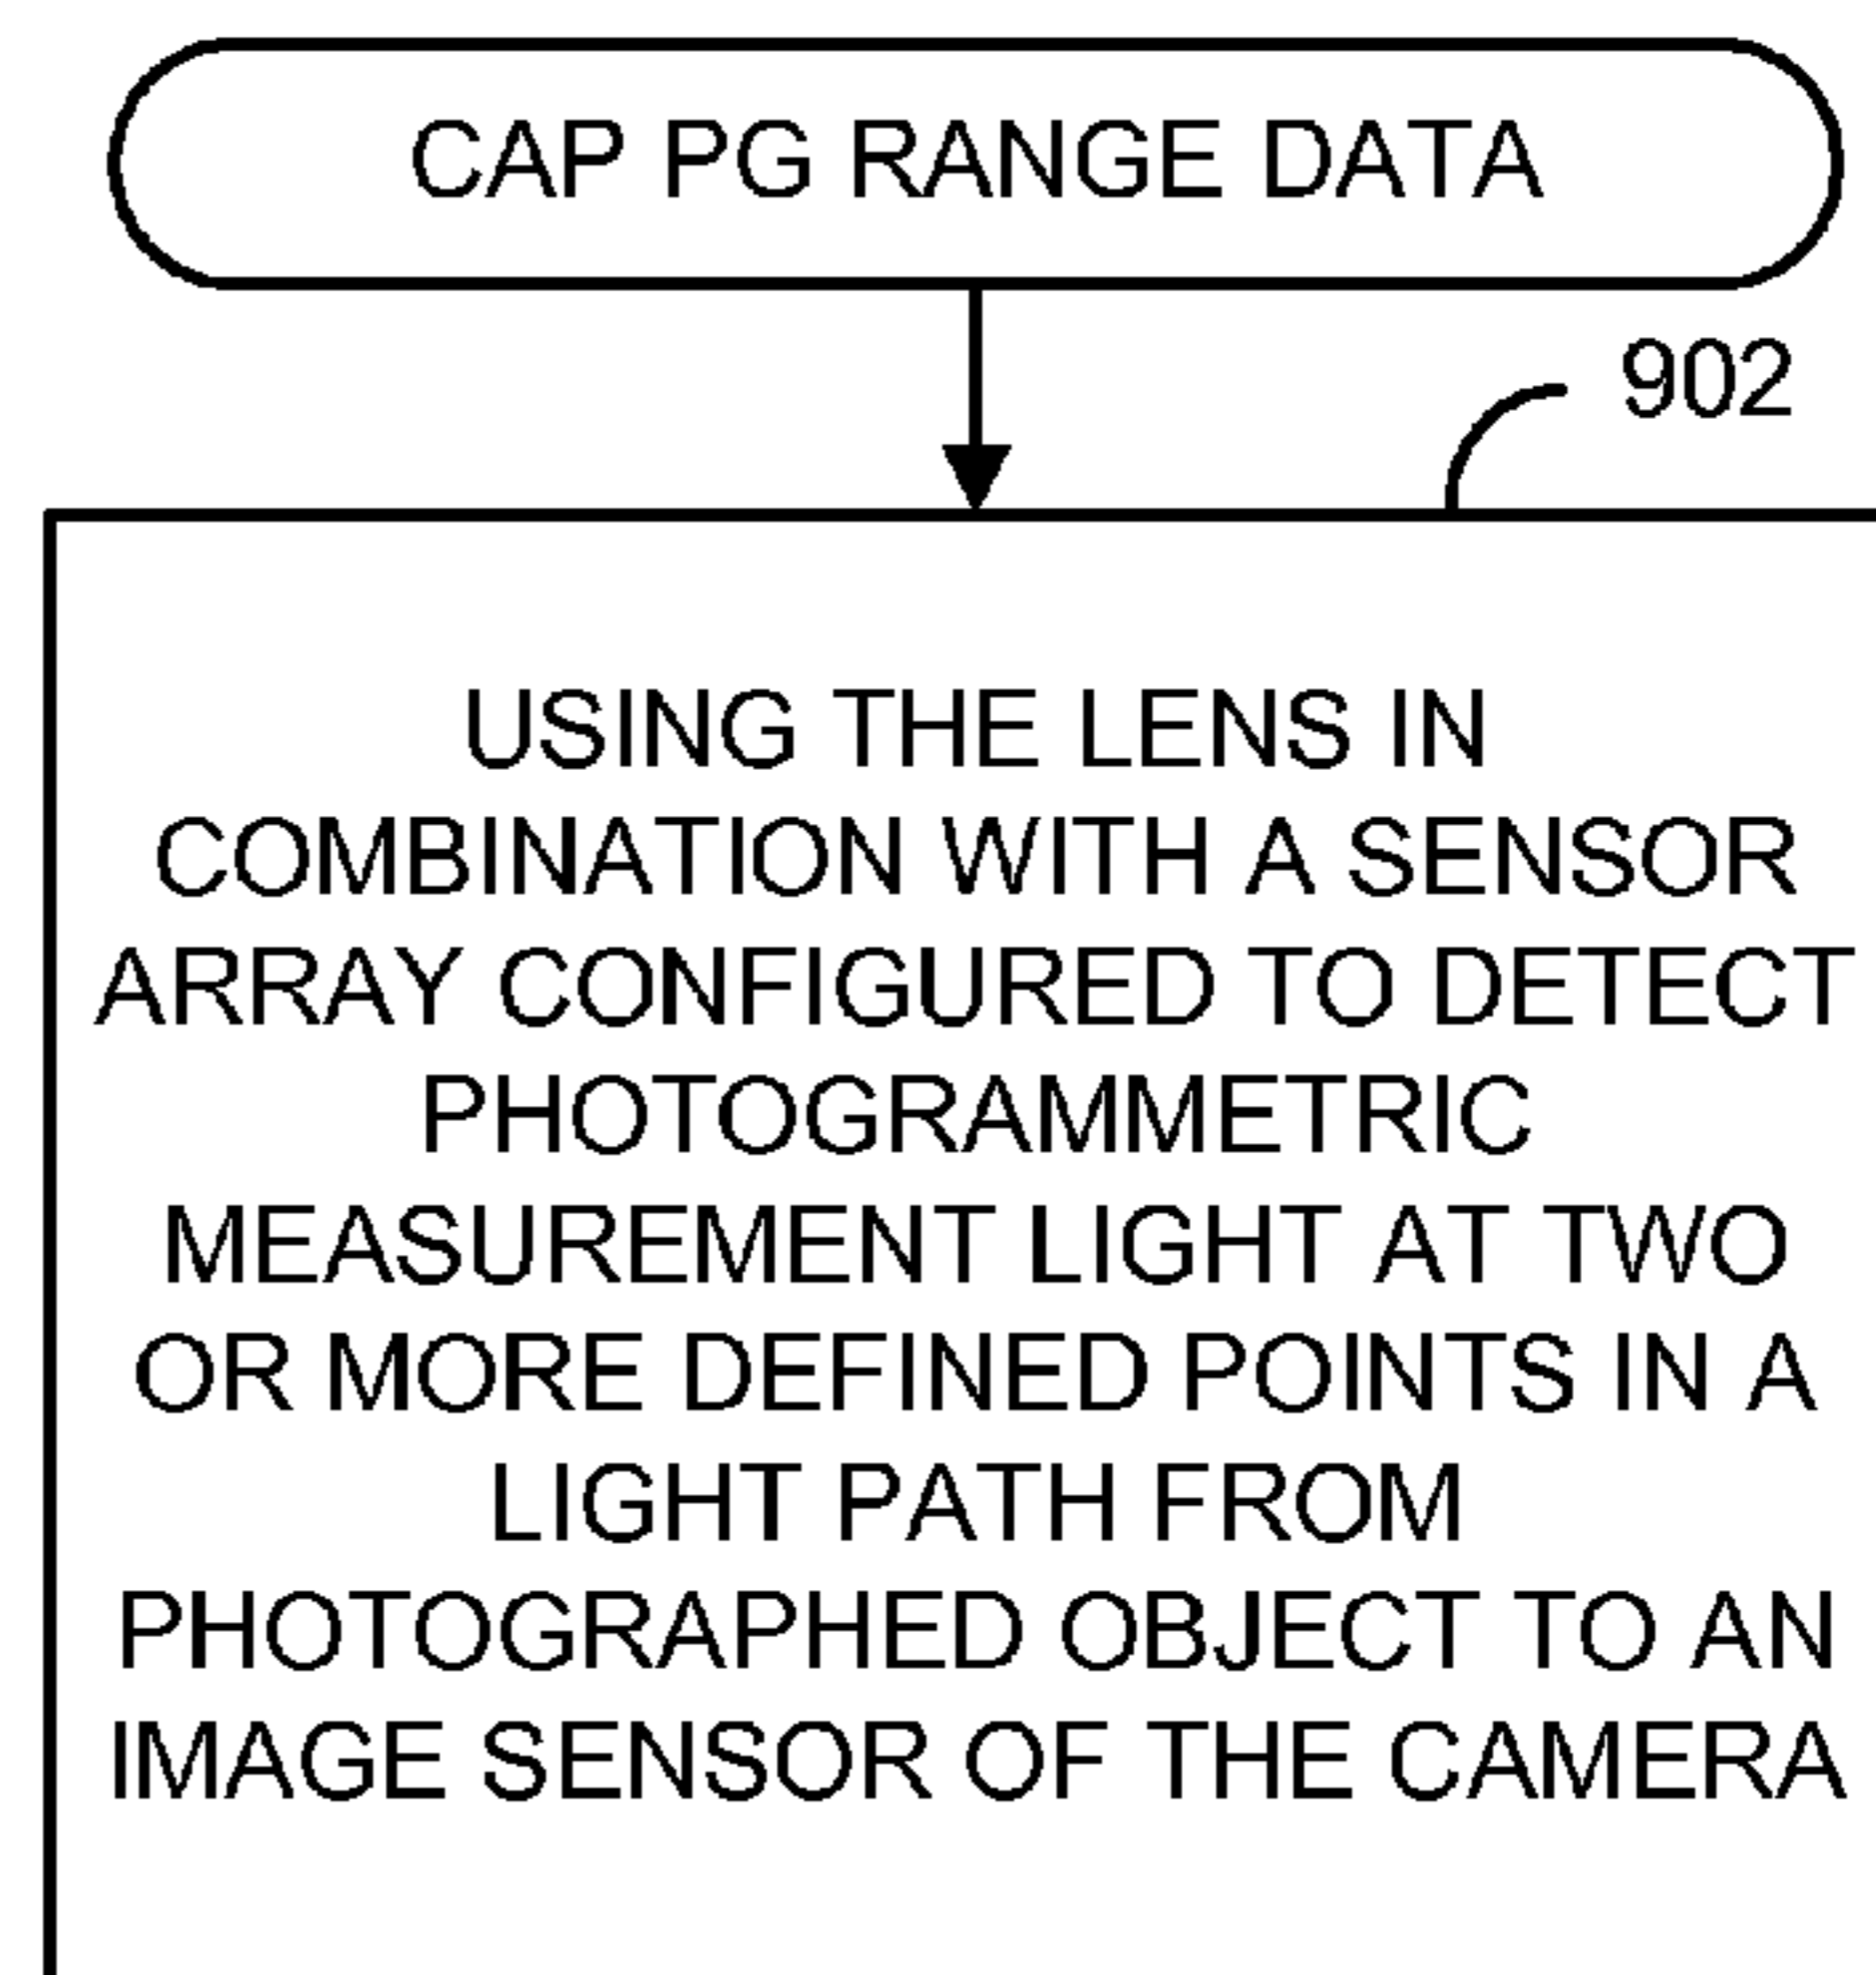 CAP PG RANGE DATA
902
USING THE LENS IN
COMBINATION WITH A SENSOR
ARRAY CONFIGURED TO DETECT
PHOTOGRAMMETRIC
MEASUREMENT LIGHT AT TWO
OR MORE DEFINED POINTS IN A
LIGHT PATH FROM
PHOTOGRAPHED OBJECT TO AN
IMAGE SENSOR OF THE CAMERA